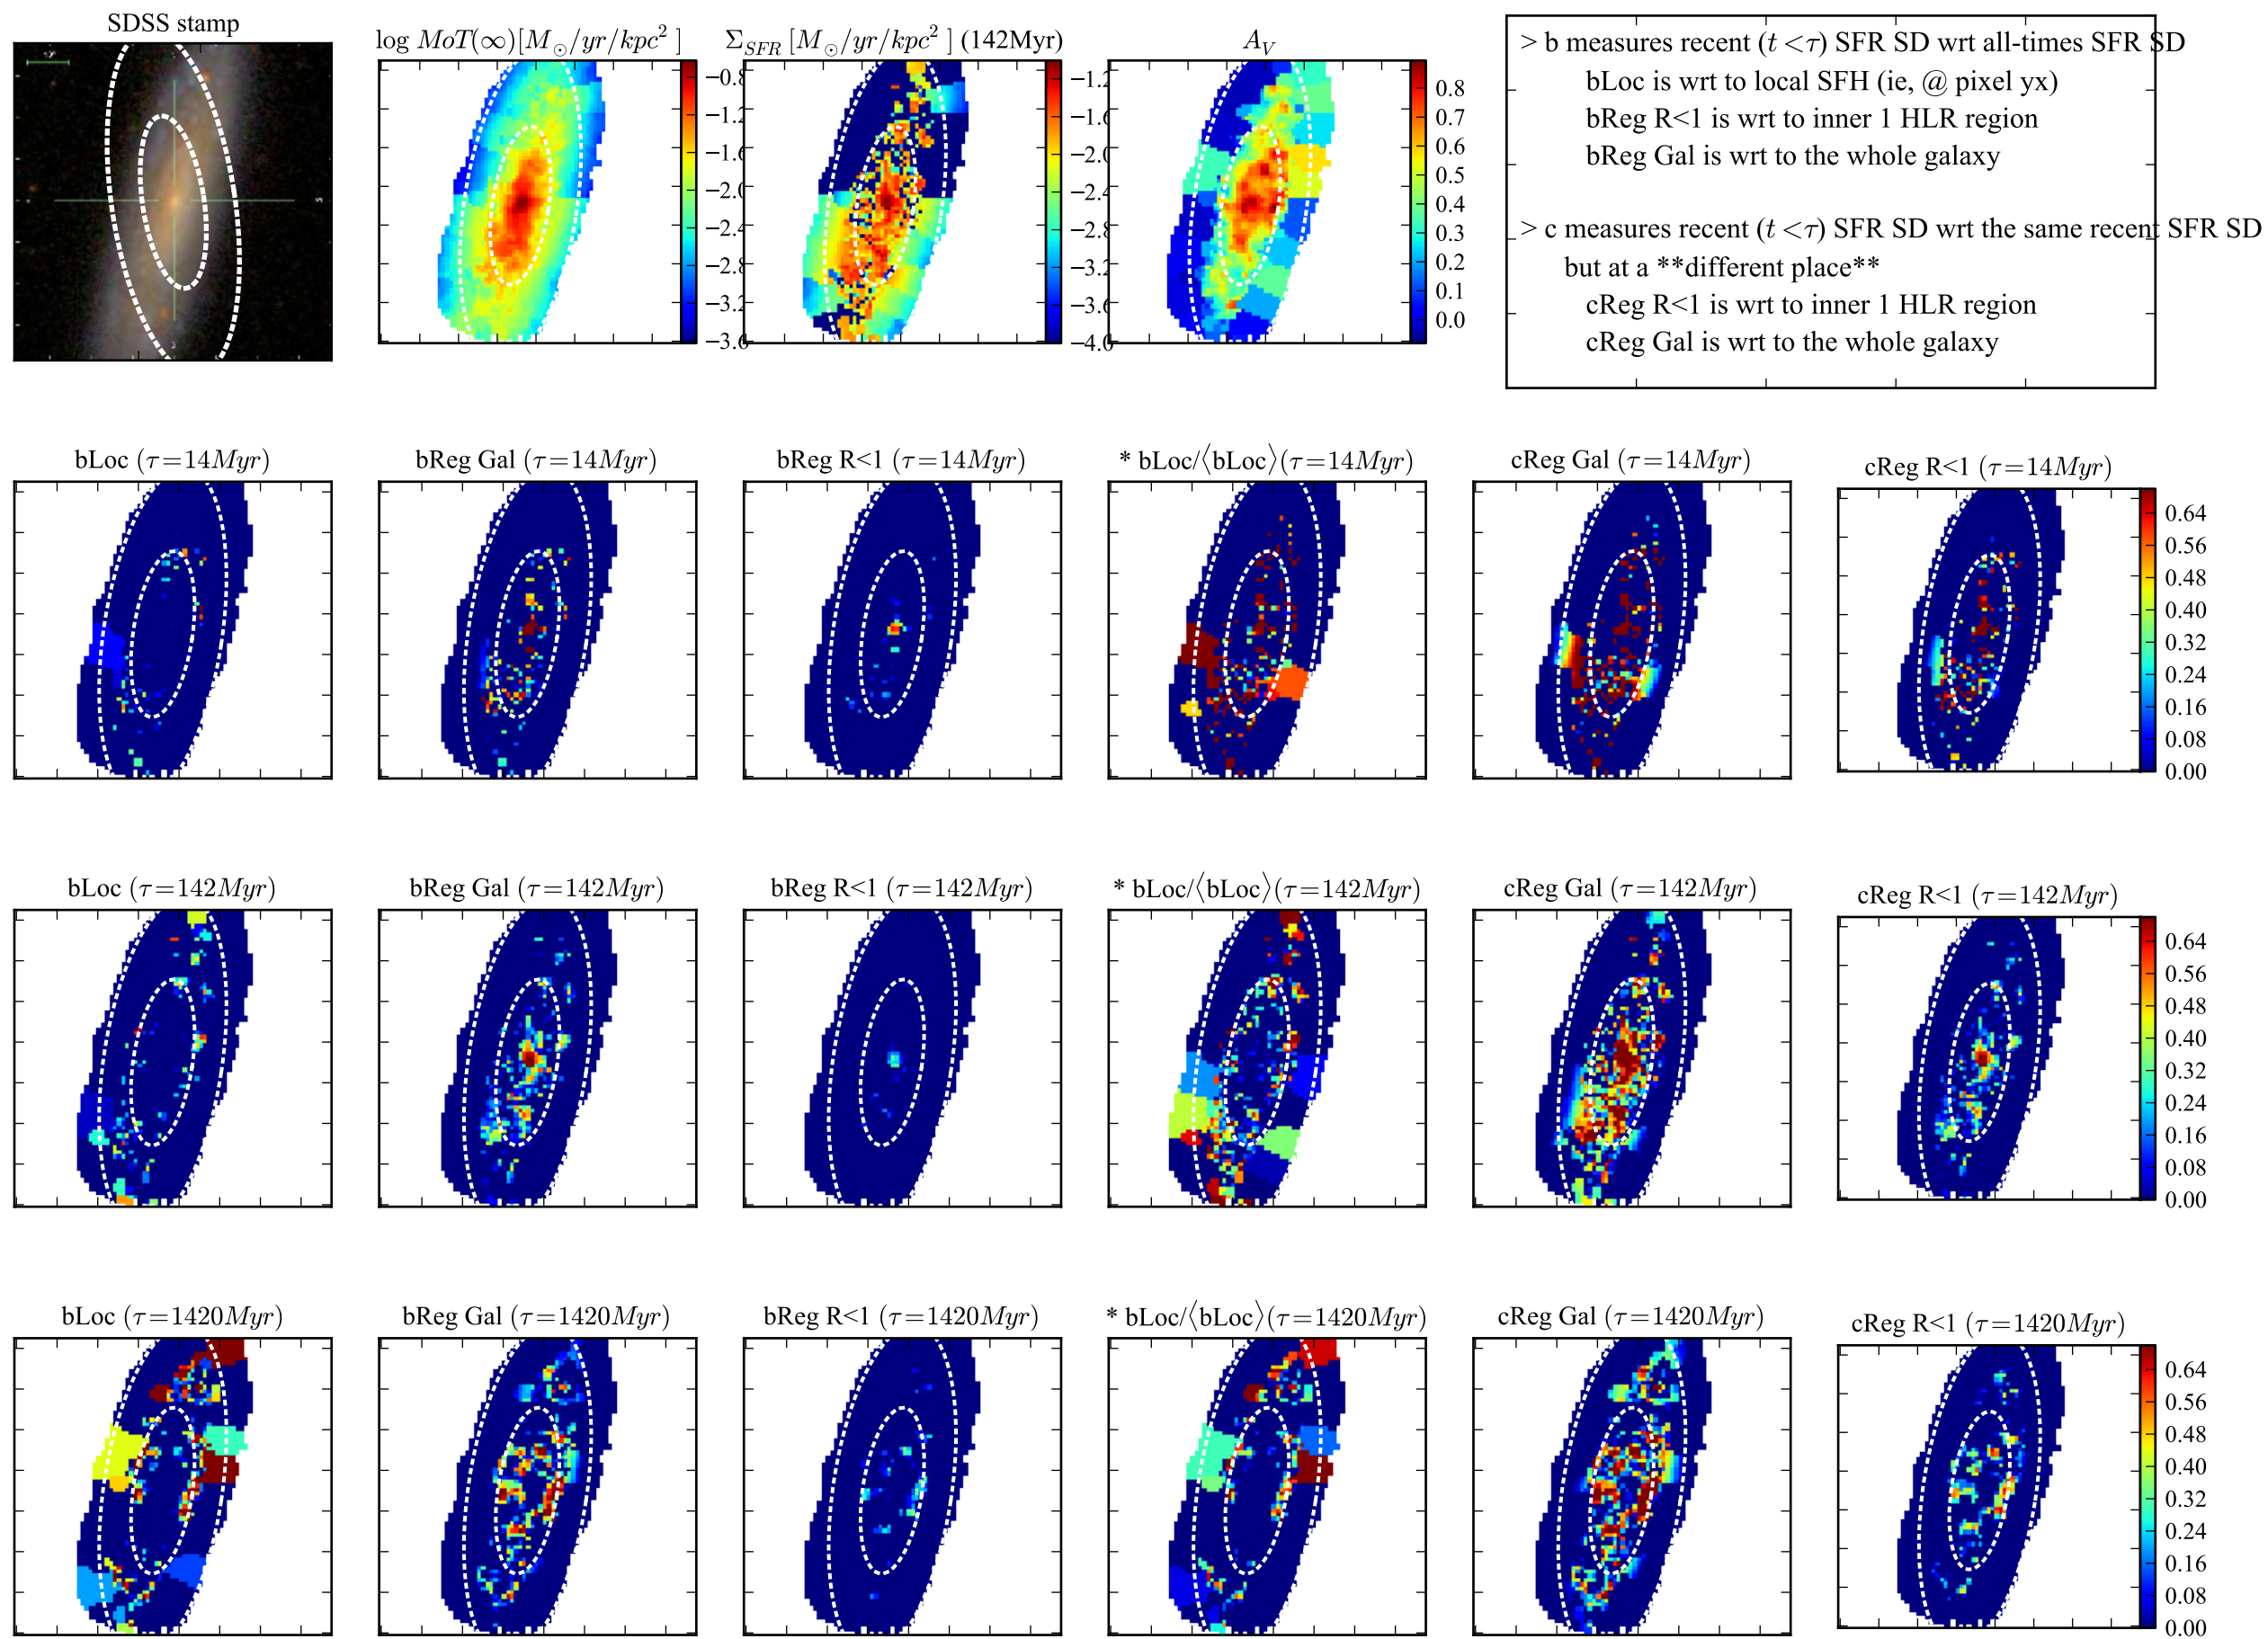 SDSS stamp
log MoT(∞)[M⊙/yr/kpc²]
Σ_SFR [M⊙/yr/kpc²] (142Myr)
A_V
−0.8
−1.2
−1.6
−2.0
−2.4
−2.8
−3.2
−3.6
−1.2
−1.6
−2.0
−2.4
−2.8
−3.2
−3.6
−4.0
0.8
0.7
0.6
0.5
0.4
0.3
0.2
0.1
0.0
> b measures recent (t<τ) SFR SD wrt all-times SFR SD
bLoc is wrt to local SFH (ie, @ pixel yx)
bReg R<1 is wrt to inner 1 HLR region
bReg Gal is wrt to the whole galaxy
> c measures recent (t<τ) SFR SD wrt the same recent SFR SD
but at a **different place**
cReg R<1 is wrt to inner 1 HLR region
cReg Gal is wrt to the whole galaxy
bLoc (τ=14Myr)
bReg Gal (τ=14Myr)
bReg R<1 (τ=14Myr)
* bLoc/⟨bLoc⟩(τ=14Myr)
cReg Gal (τ=14Myr)
cReg R<1 (τ=14Myr)
0.64
0.56
0.48
0.40
0.32
0.24
0.16
0.08
0.00
bLoc (τ=142Myr)
bReg Gal (τ=142Myr)
bReg R<1 (τ=142Myr)
* bLoc/⟨bLoc⟩(τ=142Myr)
cReg Gal (τ=142Myr)
cReg R<1 (τ=142Myr)
0.64
0.56
0.48
0.40
0.32
0.24
0.16
0.08
0.00
bLoc (τ=1420Myr)
bReg Gal (τ=1420Myr)
bReg R<1 (τ=1420Myr)
* bLoc/⟨bLoc⟩(τ=1420Myr)
cReg Gal (τ=1420Myr)
cReg R<1 (τ=1420Myr)
0.64
0.56
0.48
0.40
0.32
0.24
0.16
0.08
0.00